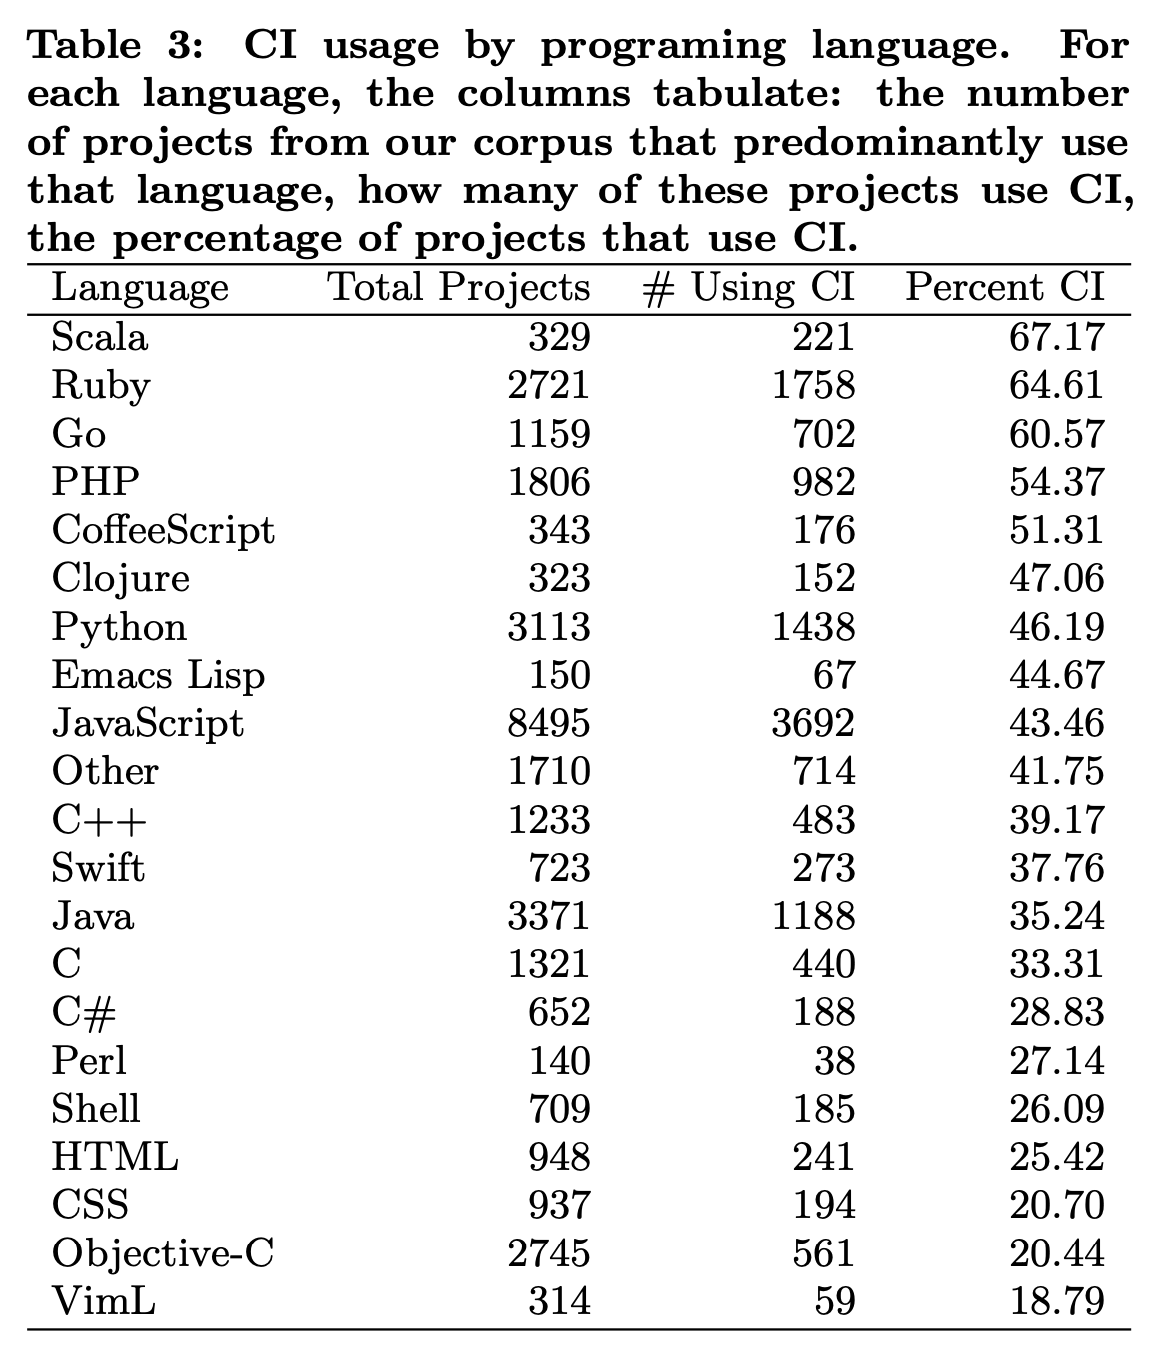 Table 3: CI usage by programing language. For
each language, the columns tabulate: the number
of projects from our corpus that predominantly use
that language, how many of these projects use CI,
the percentage of projects that use CI.
Language Total Projects # Using CI Percent CI
Scala 329 221 67.17
Ruby 2721 1758 64.61
Go 1159 702 60.57
PHP 1806 982 54.37
CoffeeScript 343 176 51.31
Clojure 323 152 47.06
Python 3113 1438 46.19
Emacs Lisp 150 67 44.67
JavaScript 8495 3692 43.46
Other 1710 714 41.75
C++ 1233 483 39.17
Swift 723 273 37.76
Java 3371 1188 35.24
C 1321 440 33.31
C# 652 188 28.83
Perl 140 38 27.14
Shell 709 185 26.09
HTML 948 241 25.42
CSS 937 194 20.70
Objective-C 2745 561 20.44
VimL 314 59 18.79